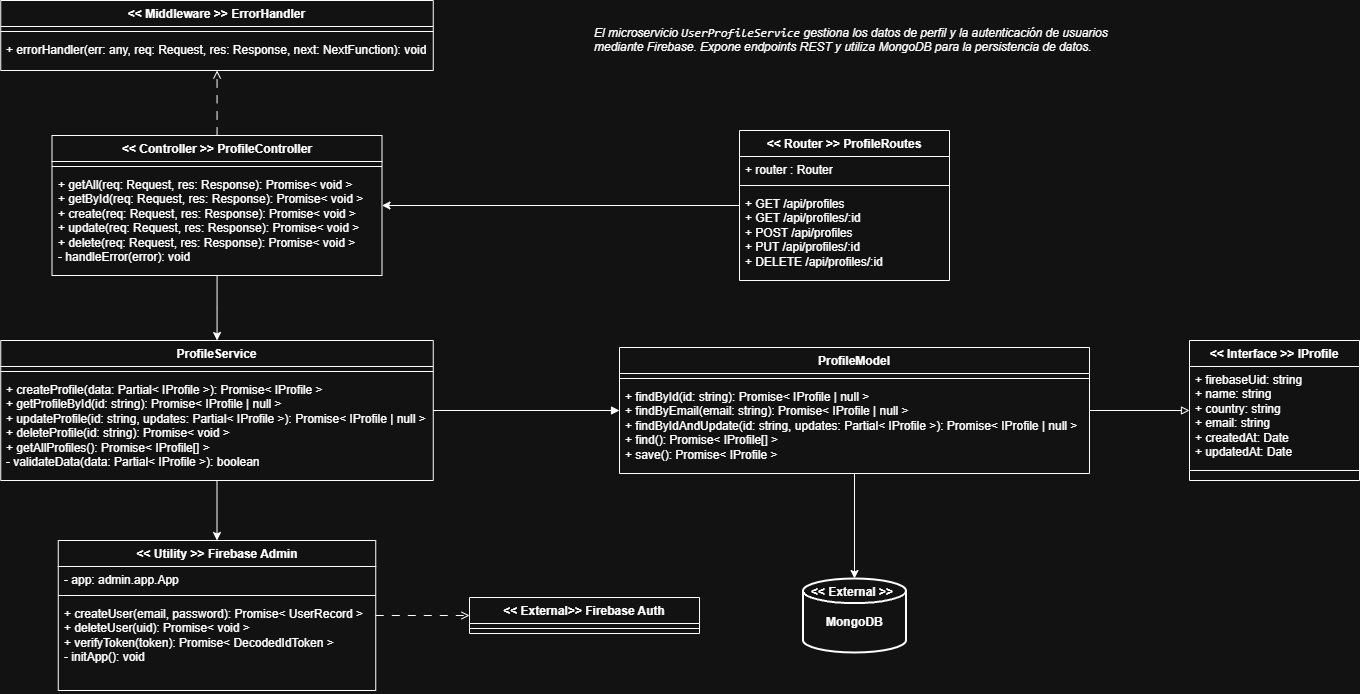 << Middleware >> ErrorHandler
+ errorHandler(err: any, req: Request, res: Response, next: NextFunction): void
El microservicio UserProfileService gestiona los datos de perfil y la autenticación de usuarios
mediante Firebase. Expone endpoints REST y utiliza MongoDB para la persistencia de datos.
<< Controller >> ProfileController
+ getAll(req: Request, res: Response): Promise< void >
+ getById(req: Request, res: Response): Promise< void >
+ create(req: Request, res: Response): Promise< void >
+ update(req: Request, res: Response): Promise< void >
+ delete(req: Request, res: Response): Promise< void >
- handleError(error): void
<< Router >> ProfileRoutes
+ router : Router
+ GET /api/profiles
+ GET /api/profiles/:id
+ POST /api/profiles
+ PUT /api/profiles/:id
+ DELETE /api/profiles/:id
ProfileService
+ createProfile(data: Partial< IProfile >): Promise< IProfile >
+ getProfileById(id: string): Promise< IProfile | null >
+ updateProfile(id: string, updates: Partial< IProfile >): Promise< IProfile | null >
+ deleteProfile(id: string): Promise< void >
+ getAllProfiles(): Promise< IProfile[] >
- validateData(data: Partial< IProfile >): boolean
ProfileModel
+ findById(id: string): Promise< IProfile | null >
+ findByEmail(email: string): Promise< IProfile | null >
+ findByIdAndUpdate(id: string, updates: Partial< IProfile >): Promise< IProfile | null >
+ find(): Promise< IProfile[] >
+ save(): Promise< IProfile >
<< Interface >> IProfile
+ firebaseUid: string
+ name: string
+ country: string
+ email: string
+ createdAt: Date
+ updatedAt: Date
<< Utility >> Firebase Admin
- app: admin.app.App
+ createUser(email, password): Promise< UserRecord >
+ deleteUser(uid): Promise< void >
+ verifyToken(token): Promise< DecodedIdToken >
- initApp(): void
<< External>> Firebase Auth
<< External >>
MongoDB